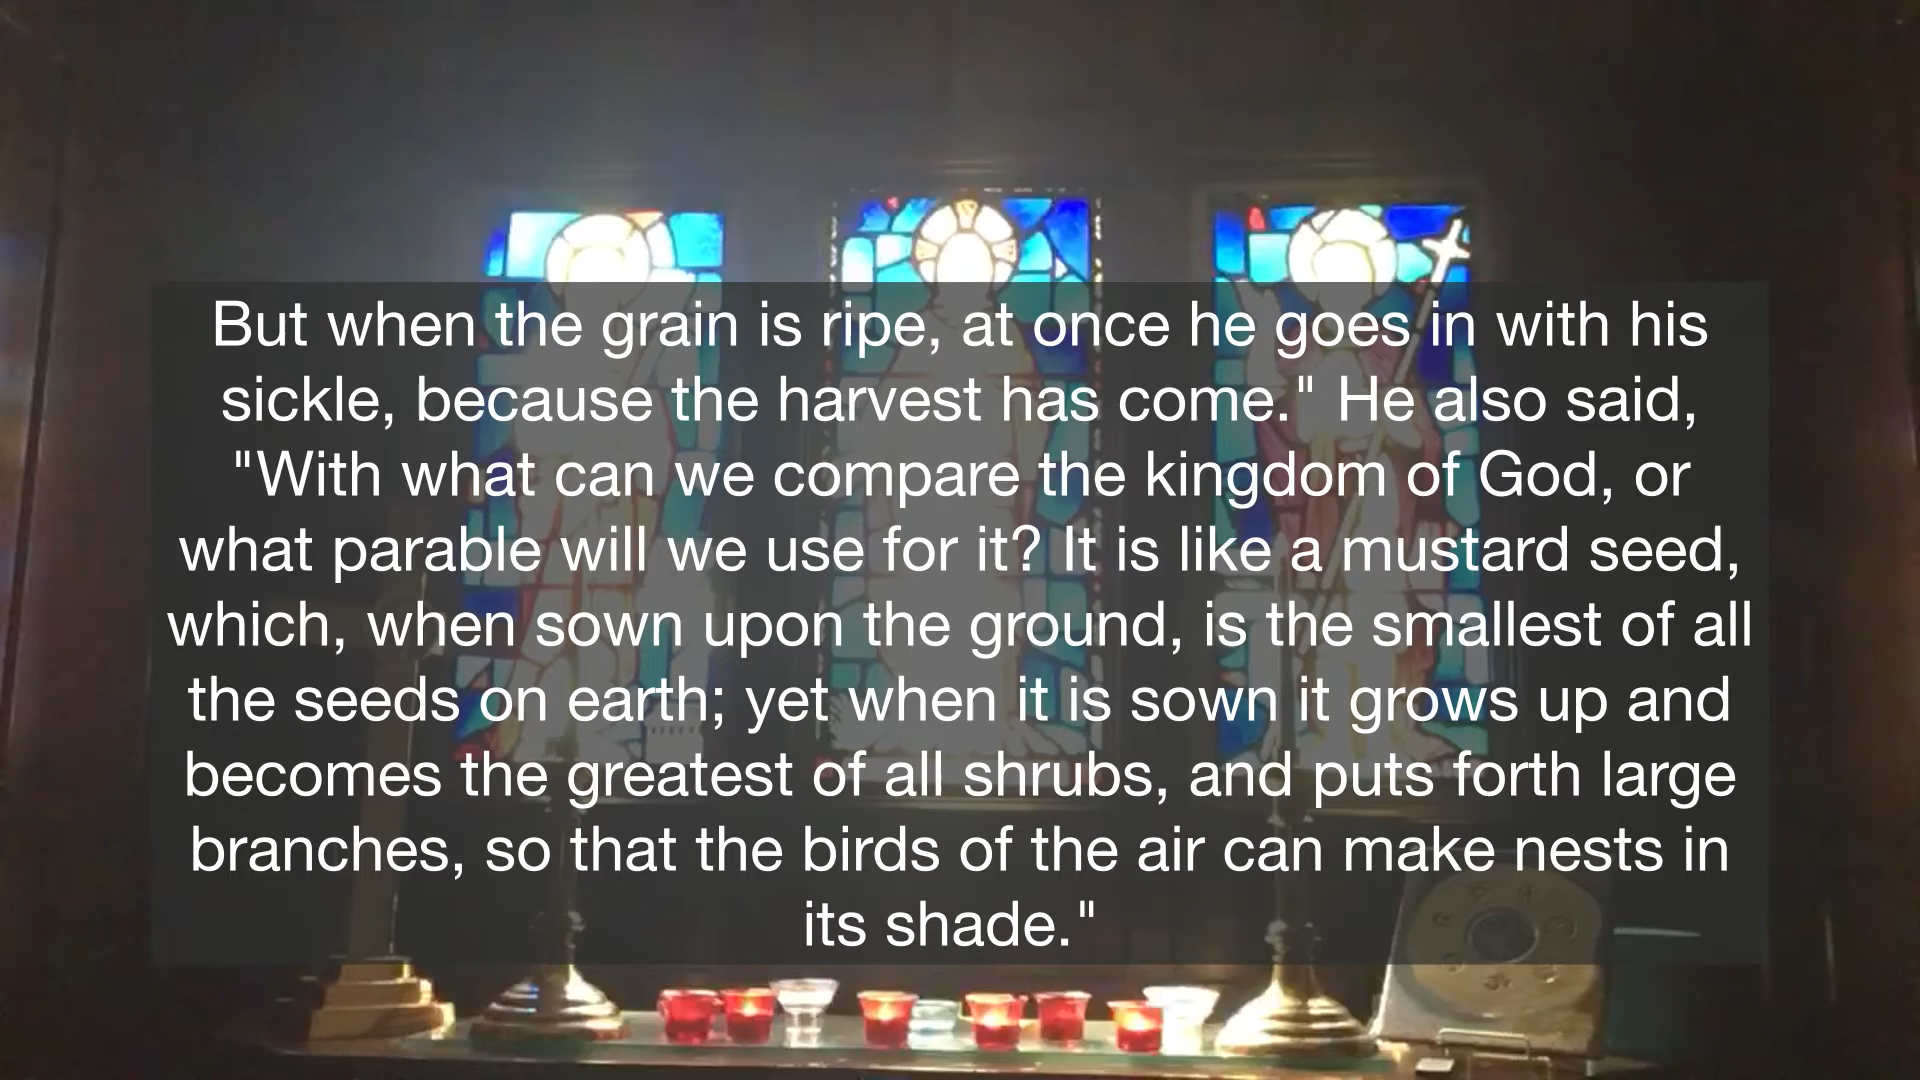 But when the grain is ripe, at once he goes in with his
sickle, because the harvest has come." He also said,
"With what can we compare the kingdom of God, or
what parable will we use for it? It is like a mustard seed,
which, when sown upon the ground, is the smallest of all
the seeds on earth; yet when it is sown it grows up and
becomes the greatest of all shrubs, and puts forth large
branches, so that the birds of the air can make nests in
its shade."